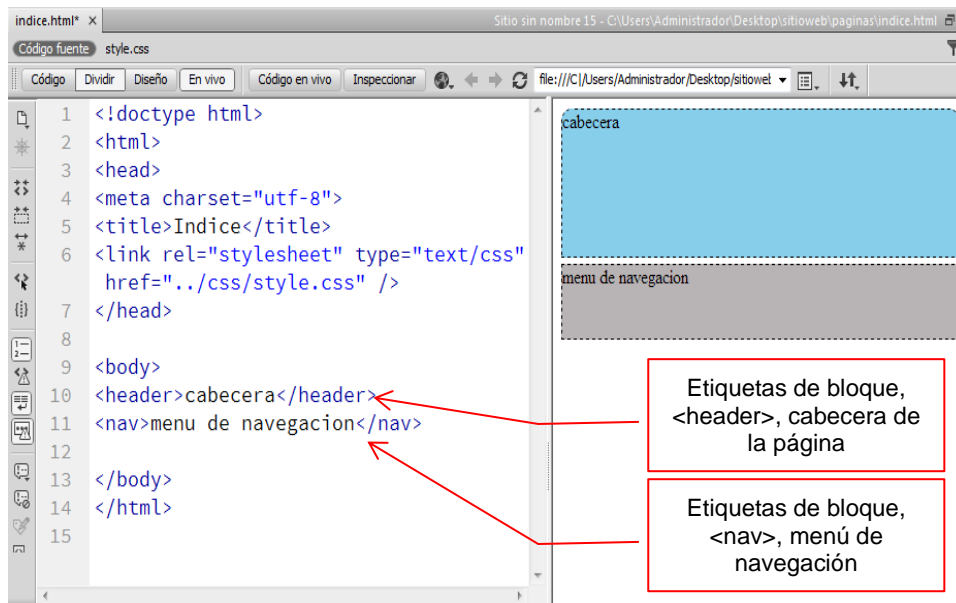 indice.html* ×
Sitio sin nombre 15 - C:\Users\Administrador\Desktop\sitioweb\paginas\indice.html
Código fuente style.css
Código Dividir Diseño En vivo Código en vivo Inspeccionar file:///C|/Users/Administrador/Desktop/sitiowel
1 <!doctype html>
2 <html>
3 <head>
4 <meta charset="utf-8">
5 <title>Indice</title>
6 <link rel="stylesheet" type="text/css"
href="../css/style.css" />
7 </head>
8
9 <body>
10 <header>cabecera</header>
11 <nav>menu de navegacion</nav>
12
13 </body>
14 </html>
15
cabecera
menu de navegacion
Etiquetas de bloque,
<header>, cabecera de
la página
Etiquetas de bloque,
<nav>, menú de
navegación